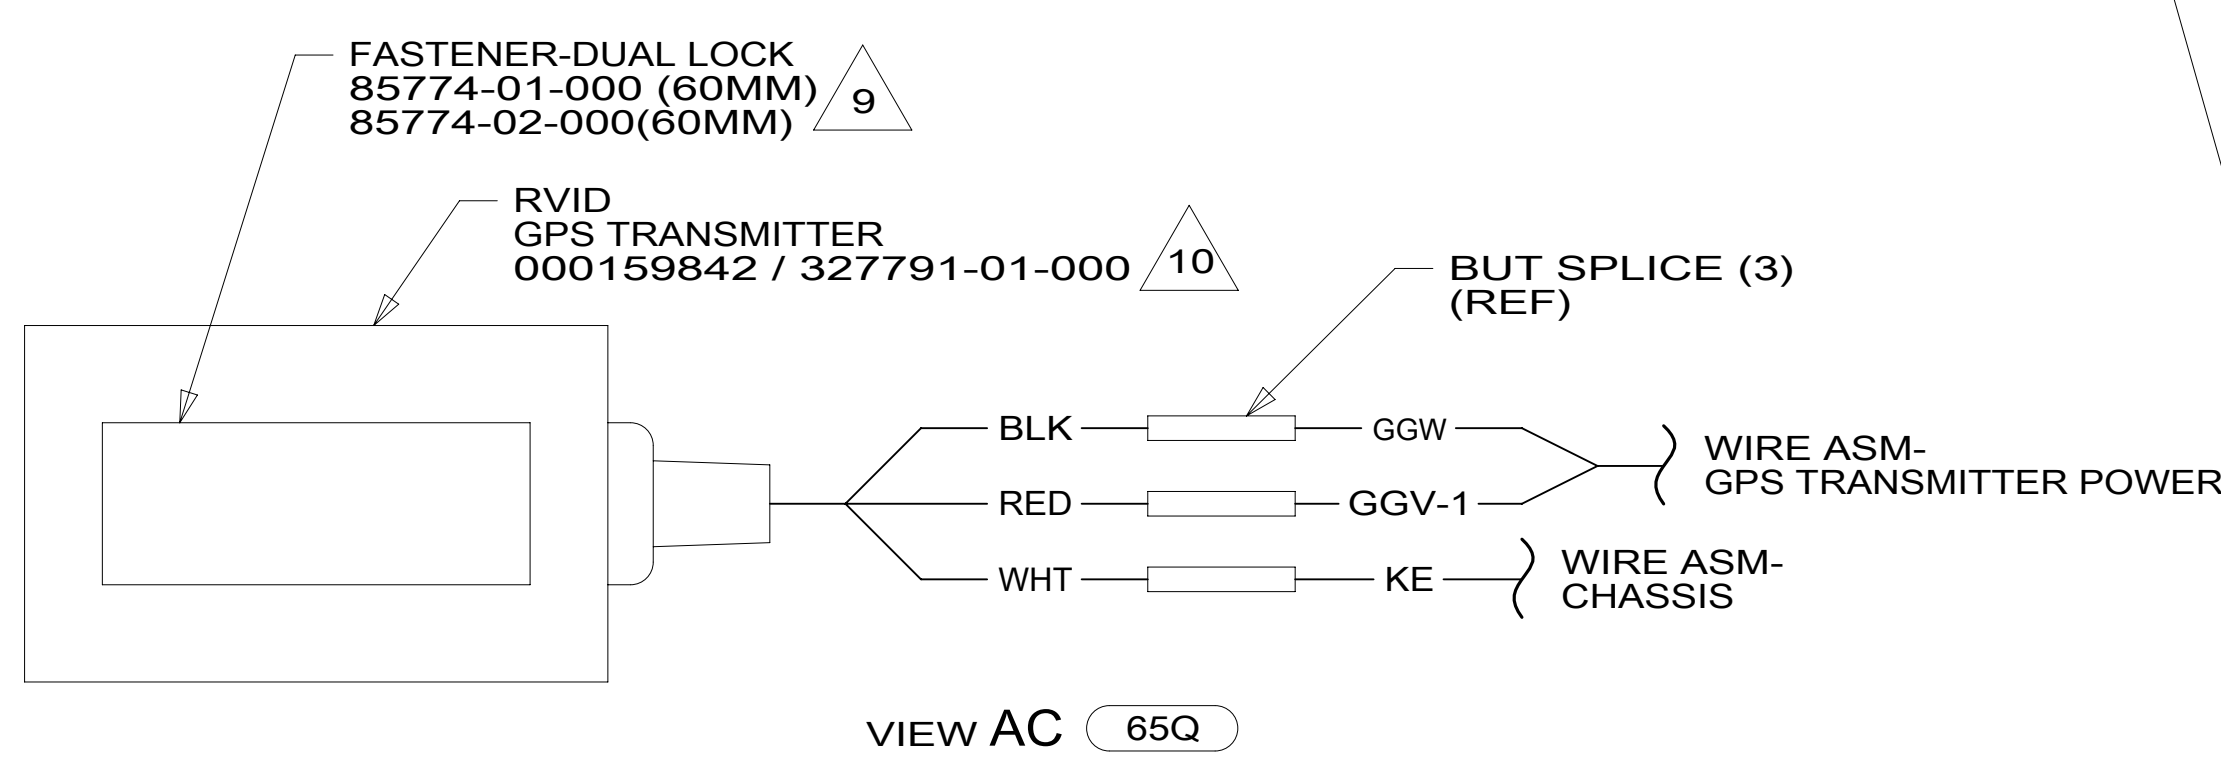 FASTENER-DUAL LOCK
85774-01-000 (60MM)
85774-02-000(60MM)
9
RVID
GPS TRANSMITTER
000159842 / 327791-01-000
10
BUT SPLICE (3)
(REF)
BLK
GGW
RED
GGV-1
WHT
KE
WIRE ASM-
GPS TRANSMITTER POWER
WIRE ASM-
CHASSIS
VIEW AC 65Q